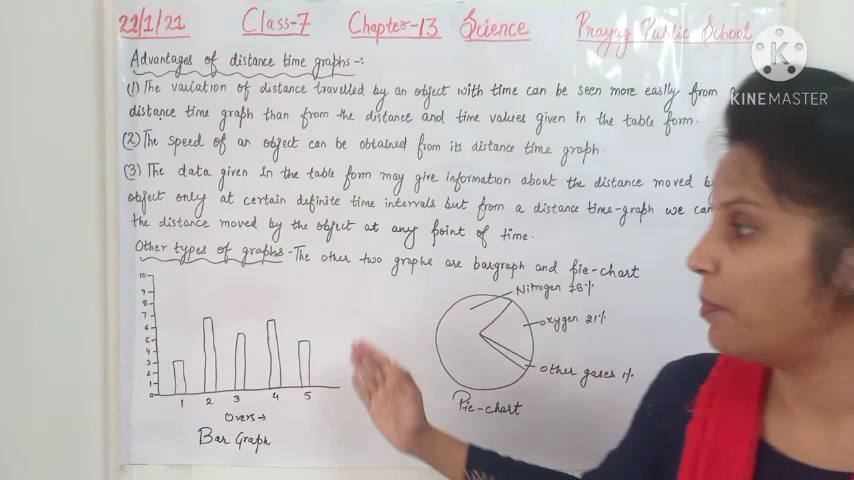 22/1/21 Class-7 Chapter-13 Science Prayag Public School
Advantages of distance time graphs-:
(1) The variation of distance travelled by an object with time can be seen more easily from
distance time graph than from the distance and time values given in the table form.
(2) The speed of an object can be obtained from its distance time graph.
(3) The data given in the table form may give information about the distance moved by
object only at certain definite time intervals but from a distance time-graph we can
the distance moved by the object at any point of time.
Other types of graphs - The other two graphs are bargraph and pie-chart
10
9
8
7
6
5
4
3
2
1
0
1 2 3 4 5
Overs→
Bar Graph
Nitrogen 78%
Oxygen 21%
Other gases 1%
Pie-chart
K
KINEMASTER